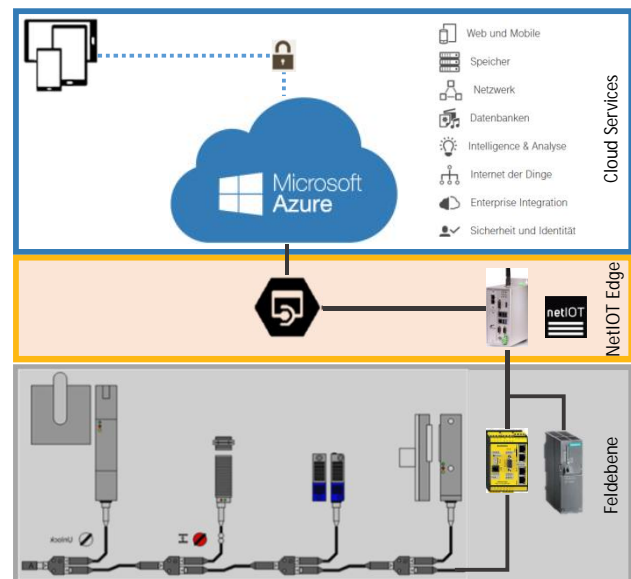 Web und Mobile
Speicher
Netzwerk
Datenbanken
Intelligence & Analyse
Internet der Dinge
Enterprise Integration
Sicherheit und Identität
Cloud Services
Microsoft
Azure
netIOT
NetIOT Edge
Feldebene
A
H